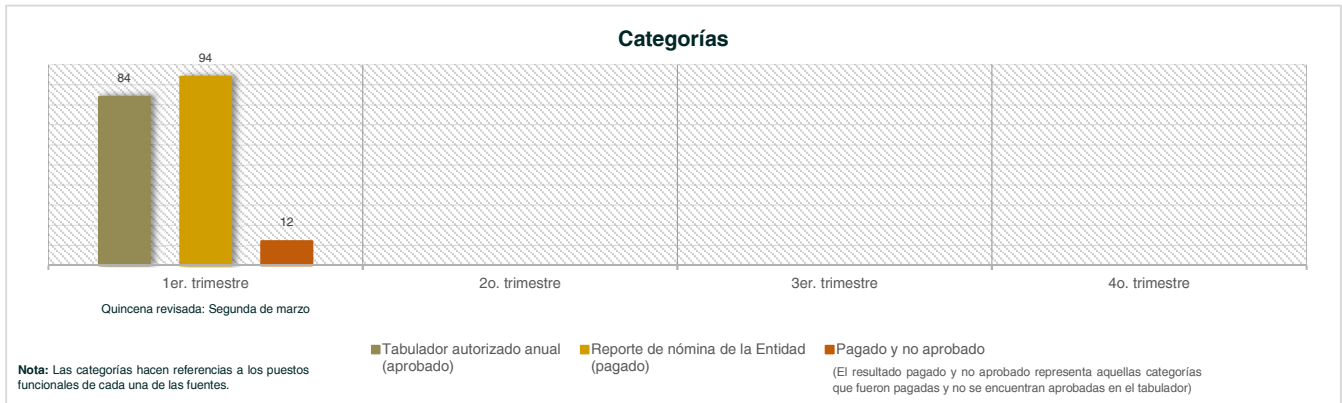 Categorías
84
94
12
1er. trimestre
2o. trimestre
3er. trimestre
4o. trimestre
Quincena revisada: Segunda de marzo
Tabulador autorizado anual
(aprobado)
Reporte de nómina de la Entidad
(pagado)
Pagado y no aprobado
(El resultado pagado y no aprobado representa aquellas categorías
que fueron pagadas y no se encuentran aprobadas en el tabulador)
Nota: Las categorías hacen referencias a los puestos
funcionales de cada una de las fuentes.